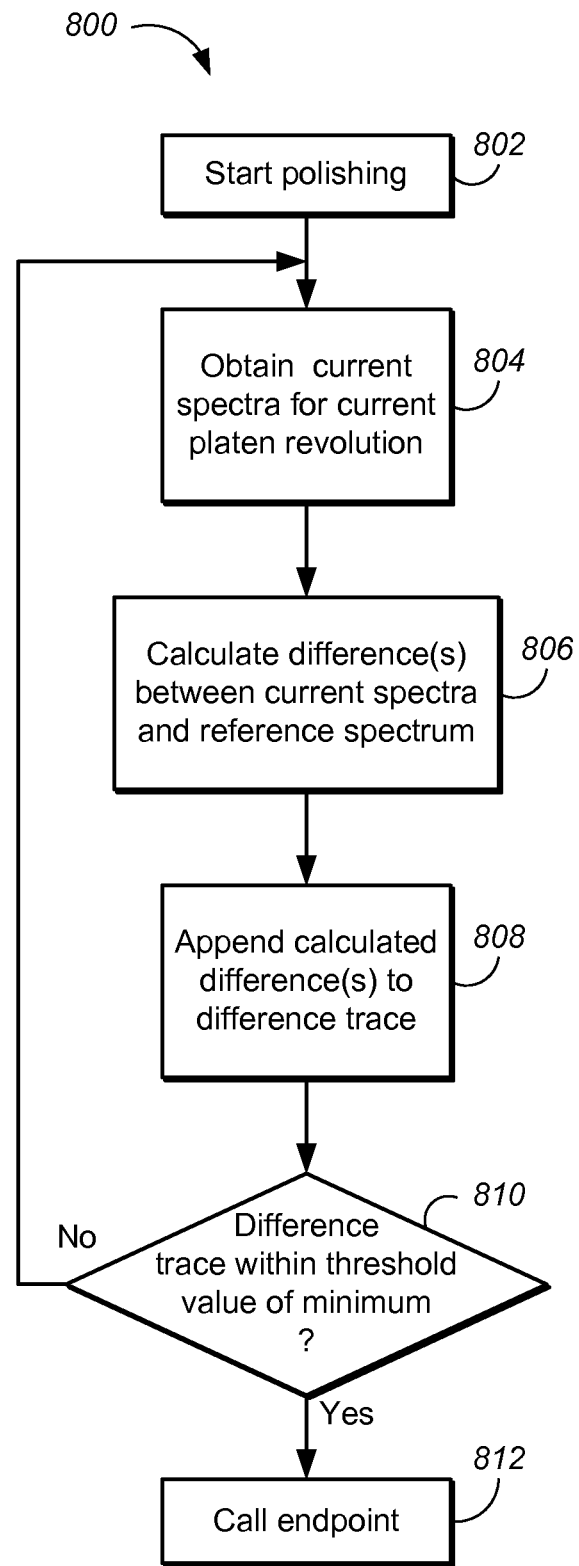 800
802
Start polishing
804
Obtain current
spectra for current
platen revolution
806
Calculate difference(s)
between current spectra
and reference spectrum
808
Append calculated
difference(s) to
difference trace
810
No
Difference
trace within threshold
value of minimum
?
Yes
812
Call endpoint